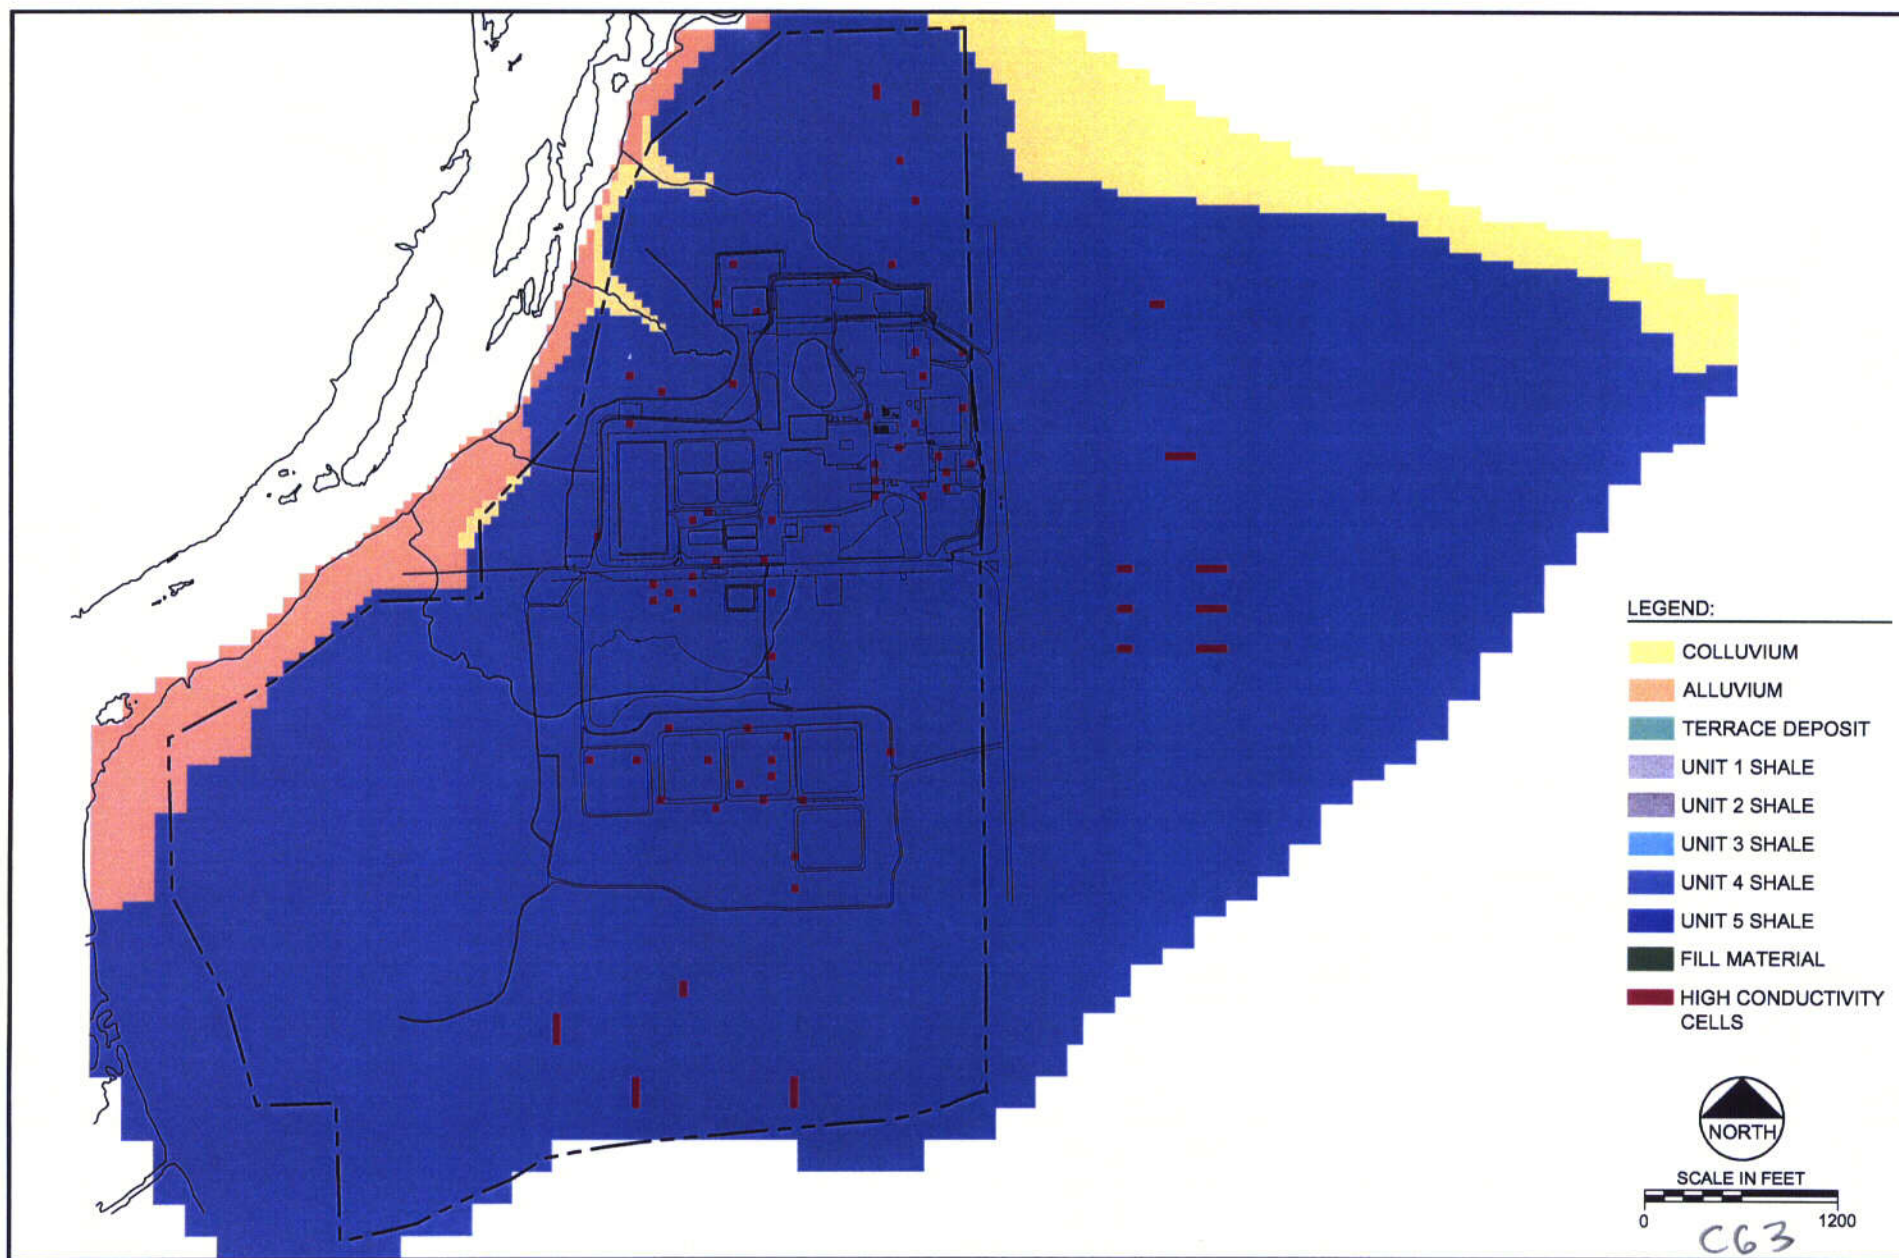 LEGEND:
COLLUVIUM
ALLUVIUM
TERRACE DEPOSIT
UNIT 1 SHALE
UNIT 2 SHALE
UNIT 3 SHALE
UNIT 4 SHALE
UNIT 5 SHALE
FILL MATERIAL
HIGH CONDUCTIVITY
CELLS
NORTH
SCALE IN FEET
0 1200
C63